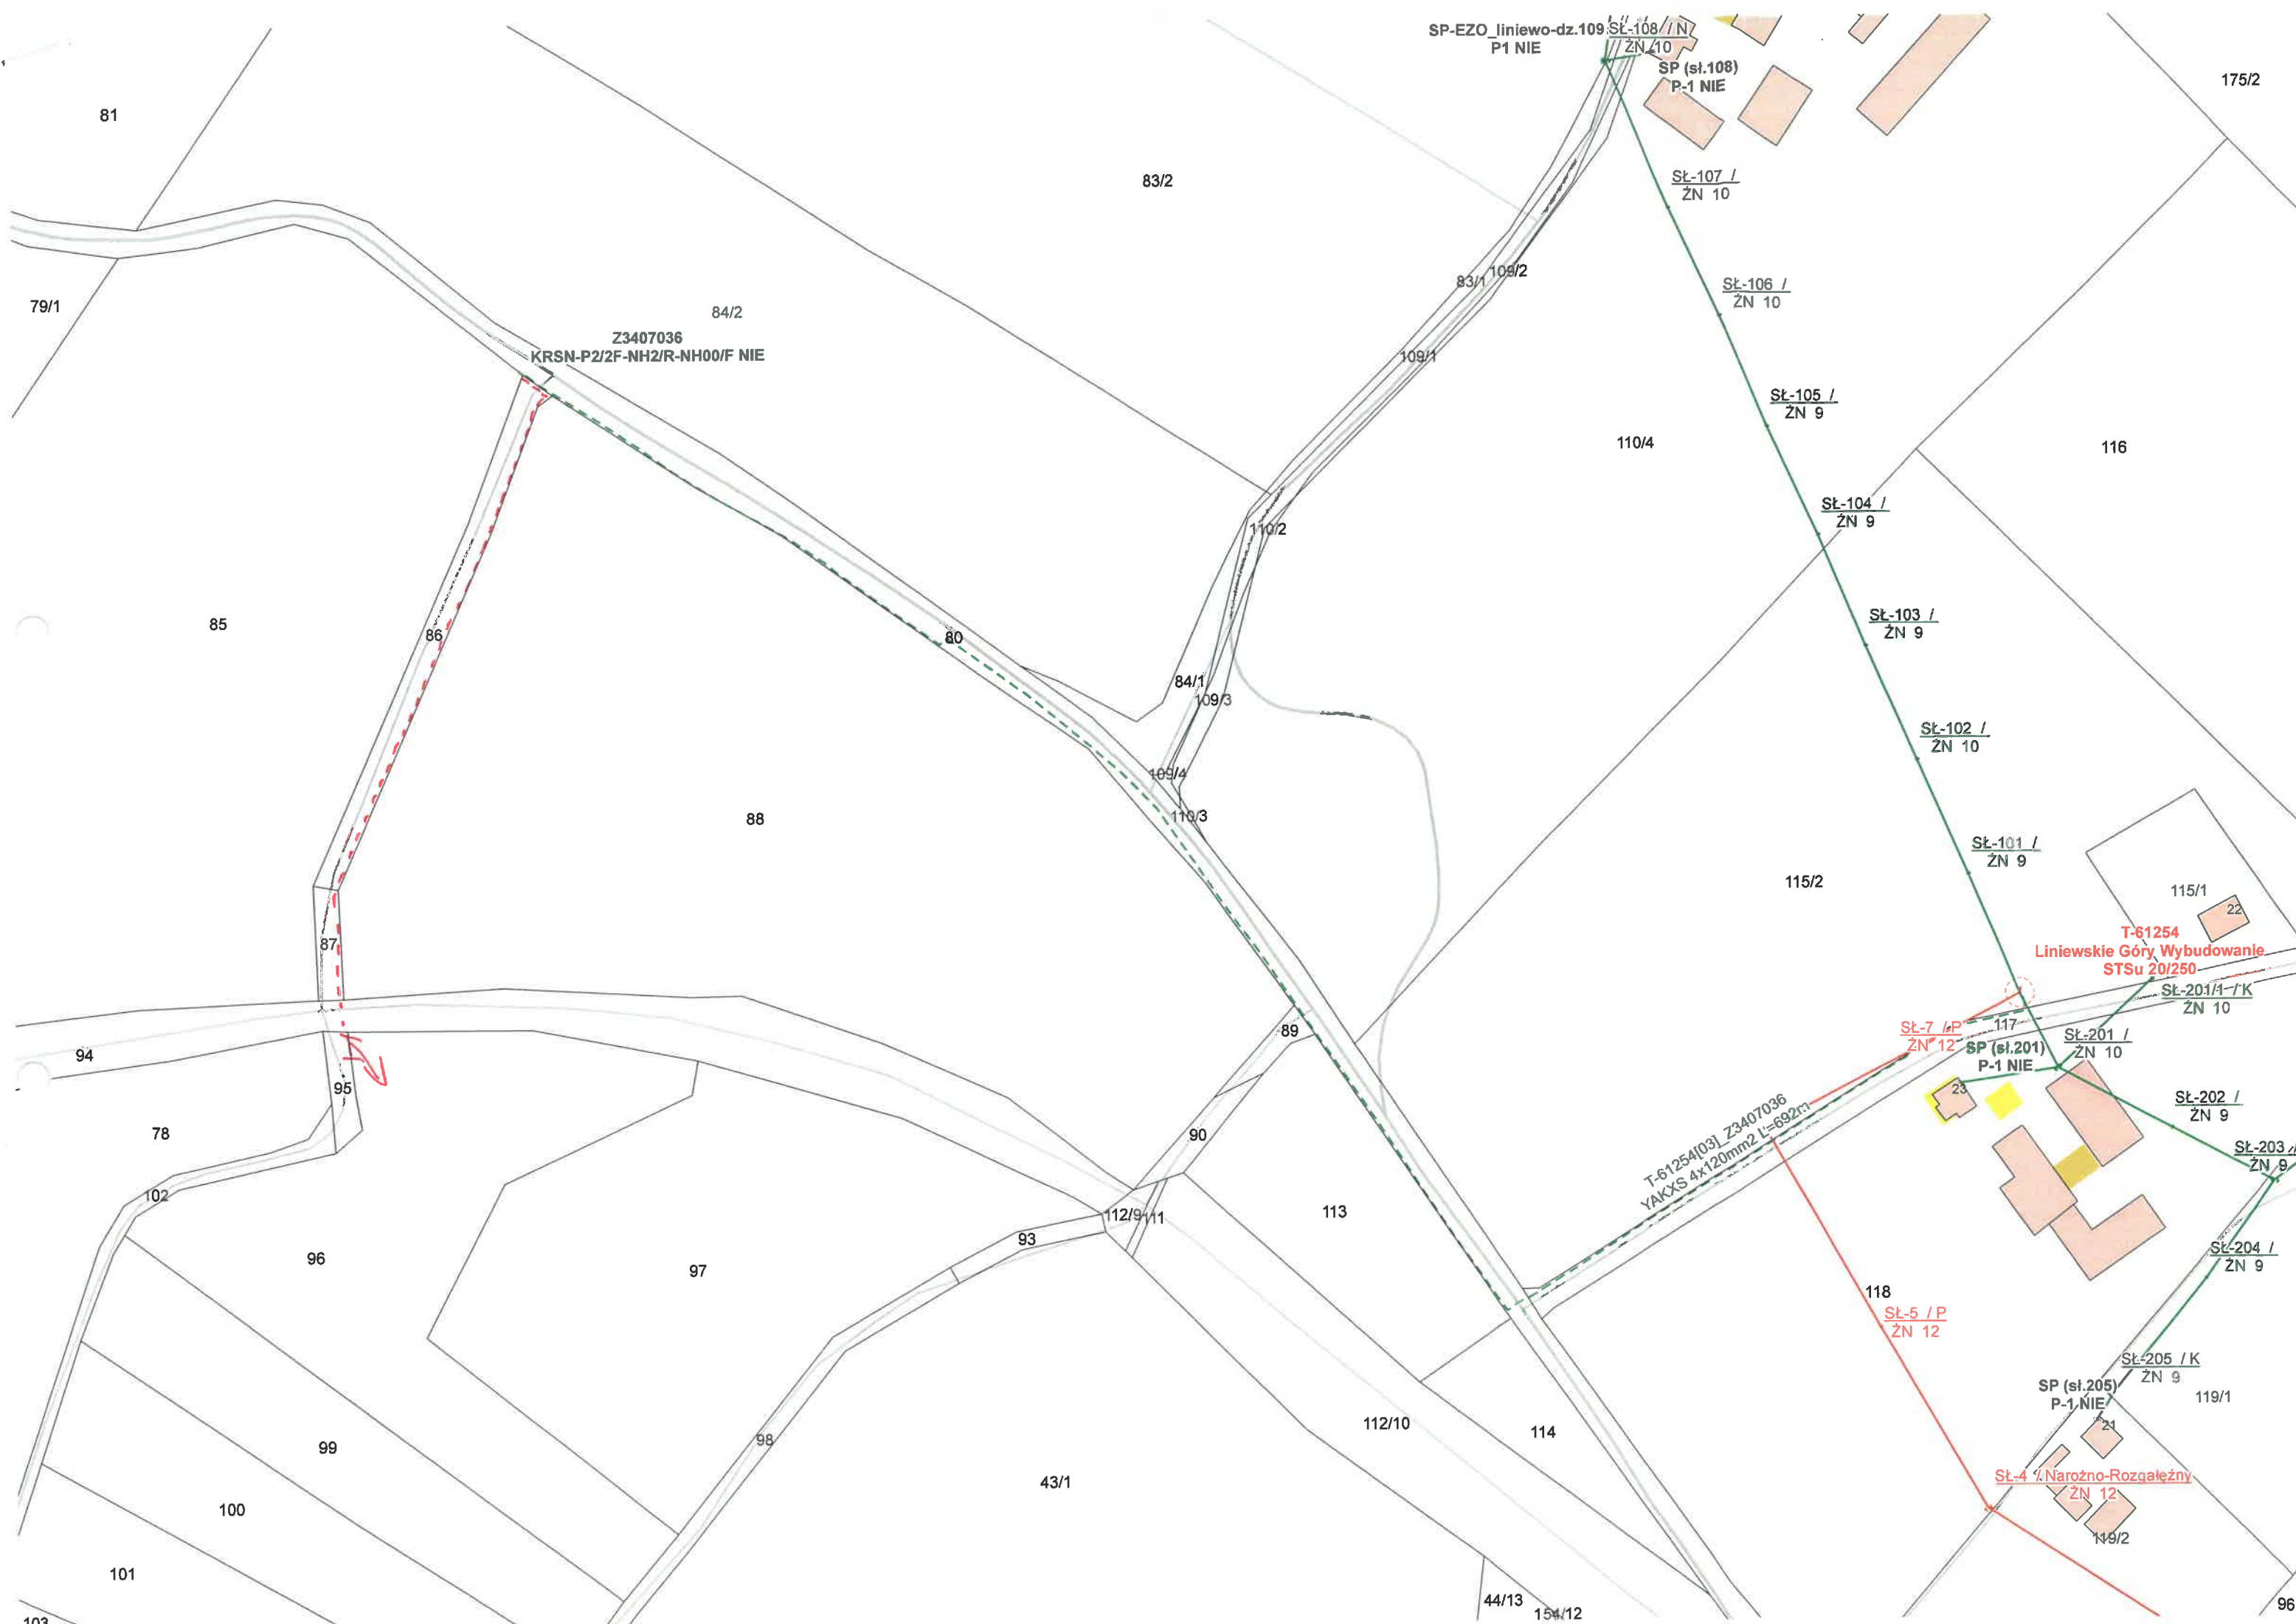 SP-EZO_liniewo-dz.109
P1 NIE
SŁ-108 / N
ŻN 10
SP (sł.108)
P-1 NIE
175/2
81
83/2
SŁ-107 /
ŻN 10
83/1
109/2
SŁ-106 /
ŻN 10
79/1
84/2
Z3407036
KRSN-P2/2F-NH2/R-NH00/F NIE
109/1
SŁ-105 /
ŻN 9
110/4
116
SŁ-104 /
ŻN 9
110/2
85
86
80
SŁ-103 /
ŻN 9
84/1
109/3
SŁ-102 /
ŻN 10
109/4
110/3
88
SŁ-101 /
ŻN 9
115/2
115/1
22
87
T-61254
Liniewskie Góry Wybudowanie
STSu 20/250
SŁ-201/1 / K
ŻN 10
89
SŁ-7 / P
ŻN 12
117
SP (sł.201)
P-1 NIE
SŁ-201 /
ŻN 10
94
95
23
SŁ-202 /
ŻN 9
78
90
T-61254[03]_Z3407036
YAKXS 4x120mm2 L=692m
SŁ-203 /
ŻN 9
102
112/9
111
113
93
96
97
SŁ-204 /
ŻN 9
118
SŁ-5 / P
ŻN 12
SŁ-205 / K
ŻN 9
SP (sł.205)
P-1 NIE
119/1
21
112/10
114
98
99
43/1
SŁ-4 / Narożno-Rozgałęźny
ŻN 12
100
119/2
101
44/13
154/12
96
103